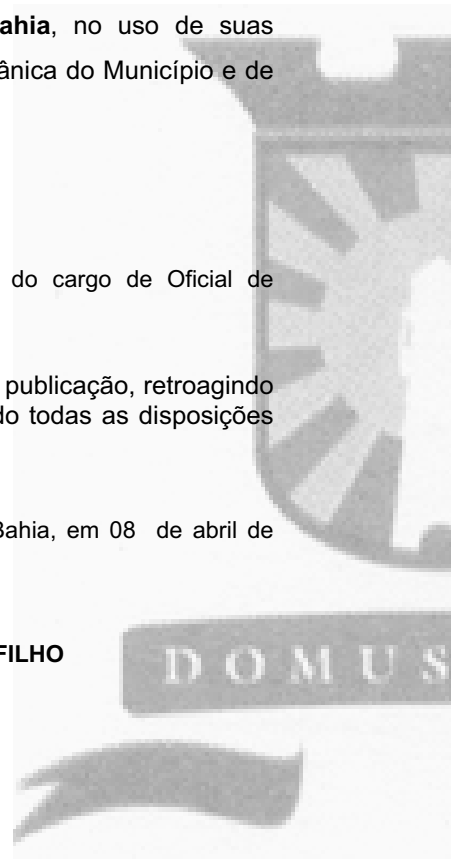 ahia, no uso de suas
ânica do Município e de
do cargo de Oficial de
publicação, retroagindo
do todas as disposições
Bahia, em 08 de abril de
FILHO
DOMUS